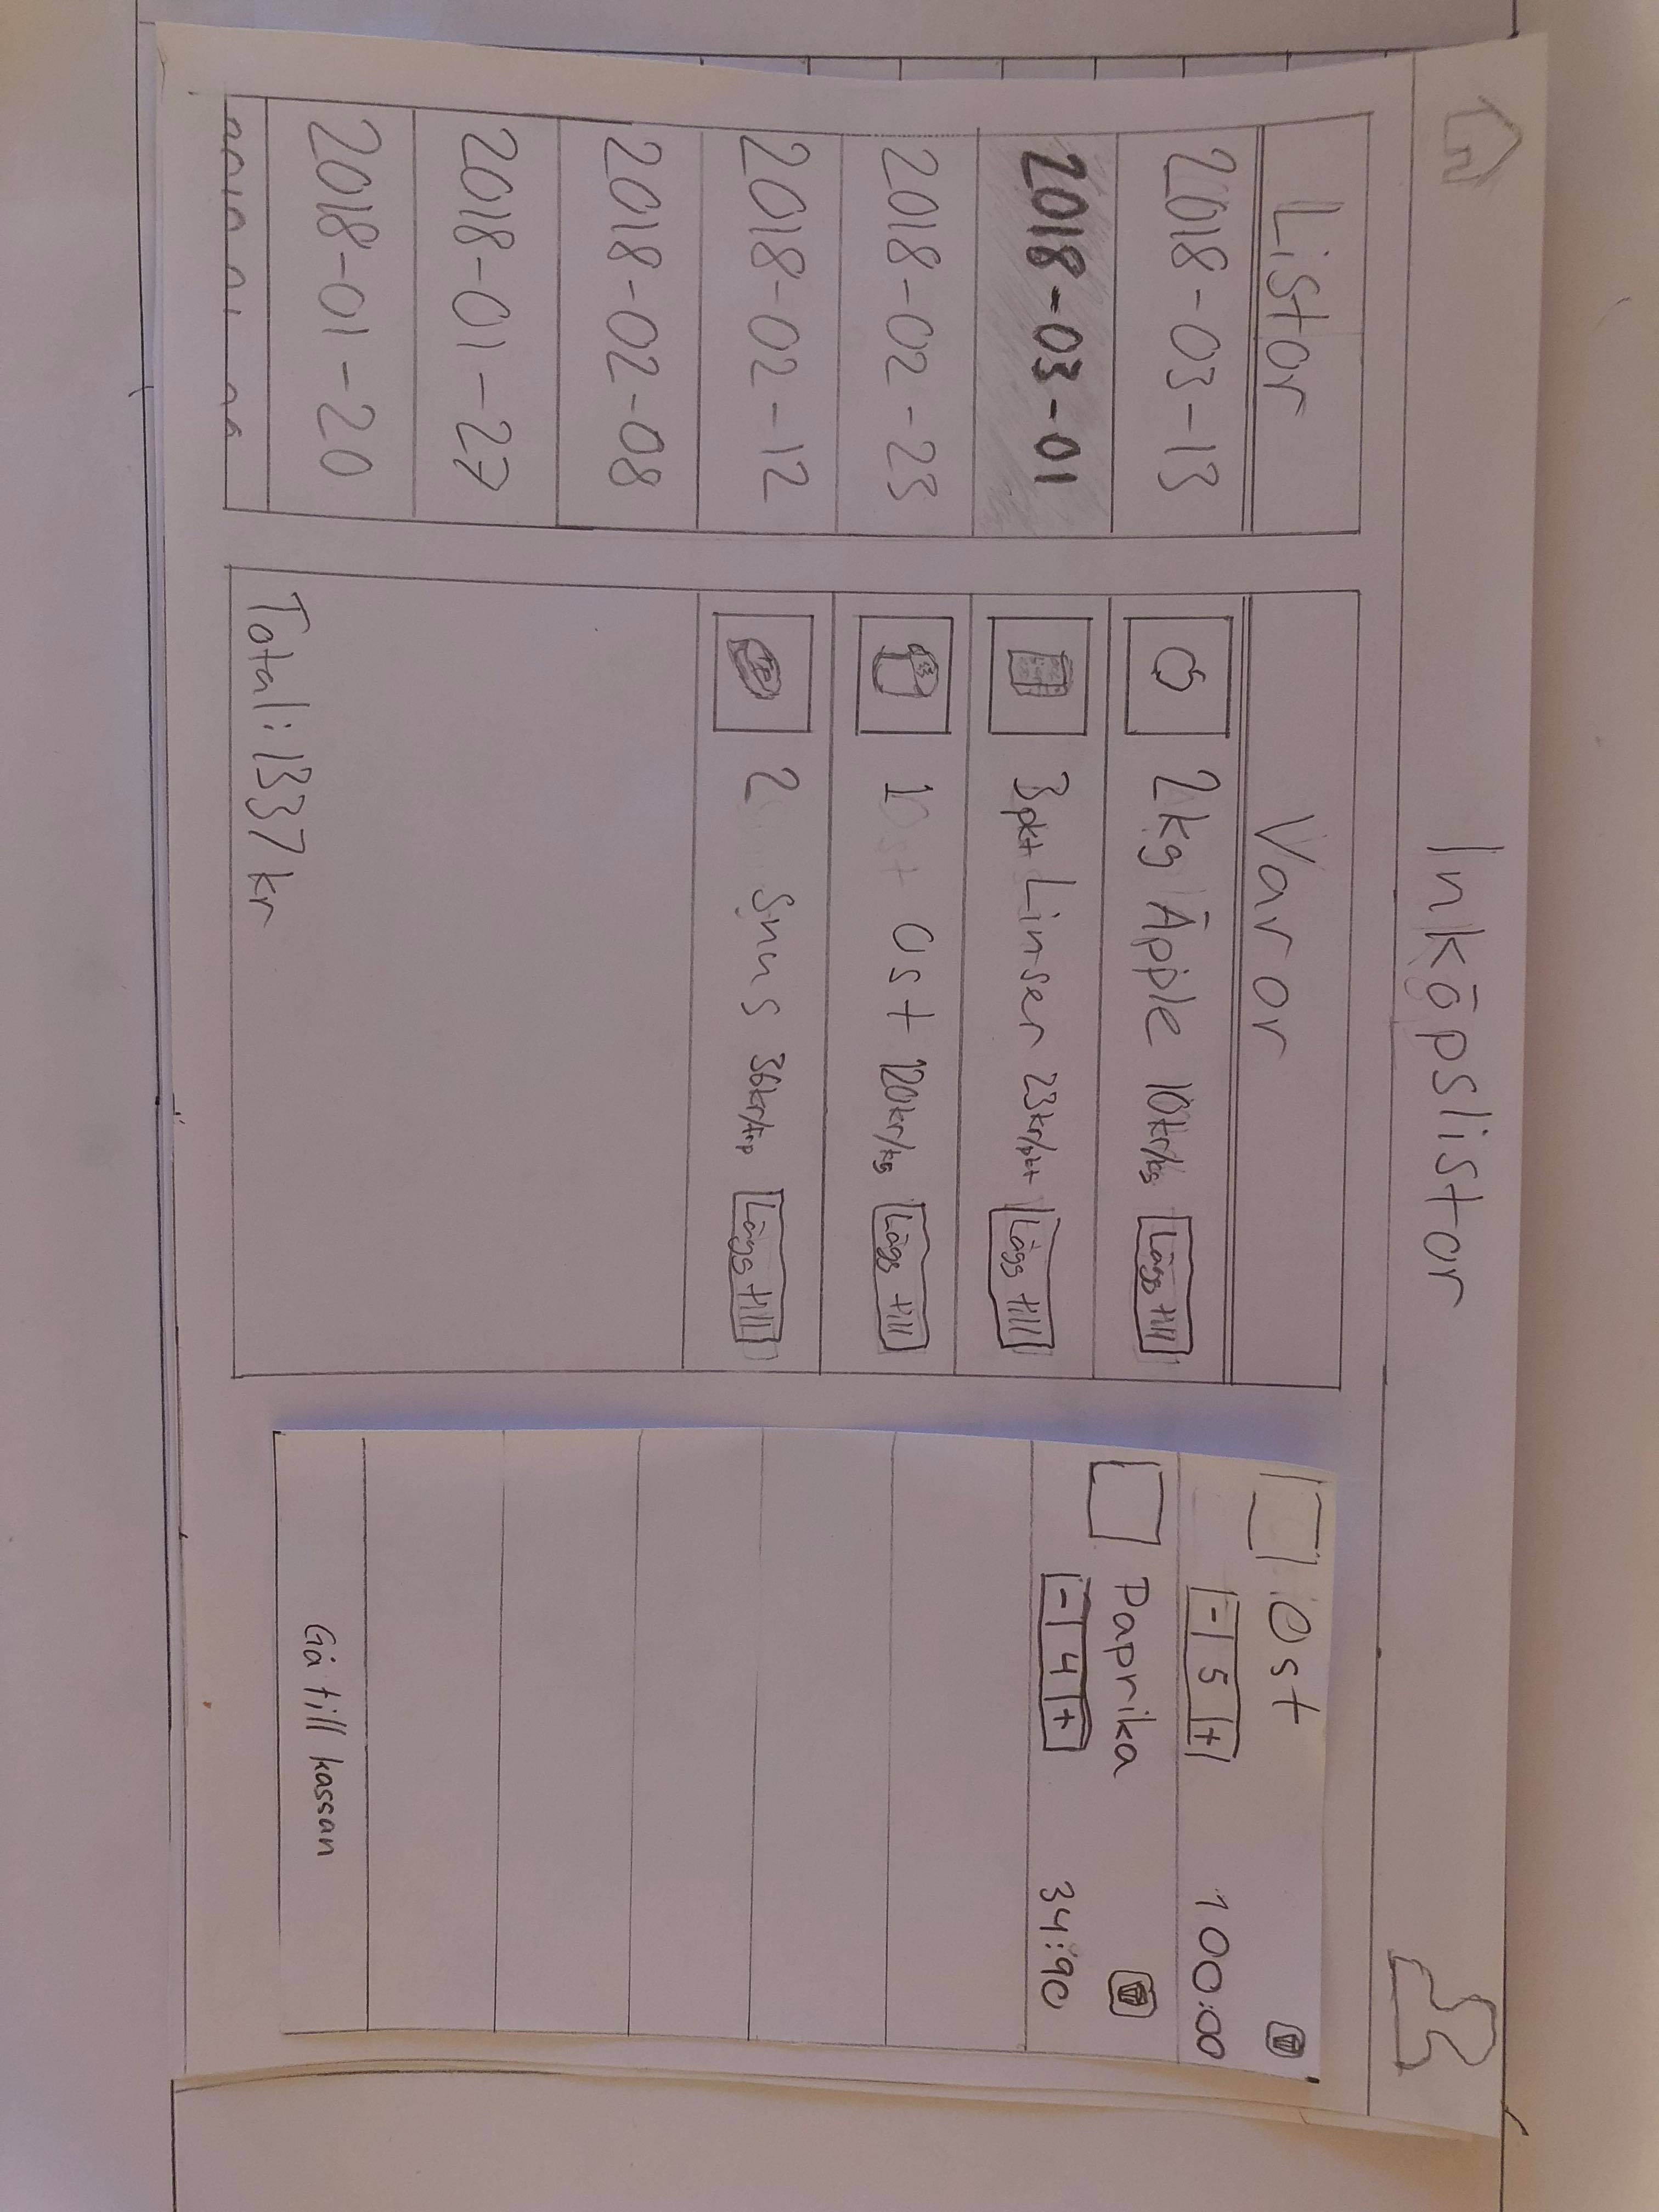 Inköpslistor
Listor
2018-03-13
2018-03-01
2018-02-23
2018-02-12
2018-02-08
2018-01-27
2018-01-20
Varor
2kg Äpple 10kr/kg Lägg till
3pkt Linser 23kr/pkt Lägg till
1 Ost 120kr/kg Lägg till
2 Snus 36kr/frp Lägg till
Total: 1337 kr
Ost
- 5 + 100:00
Paprika
- 4 + 34:90
Gå till kassan